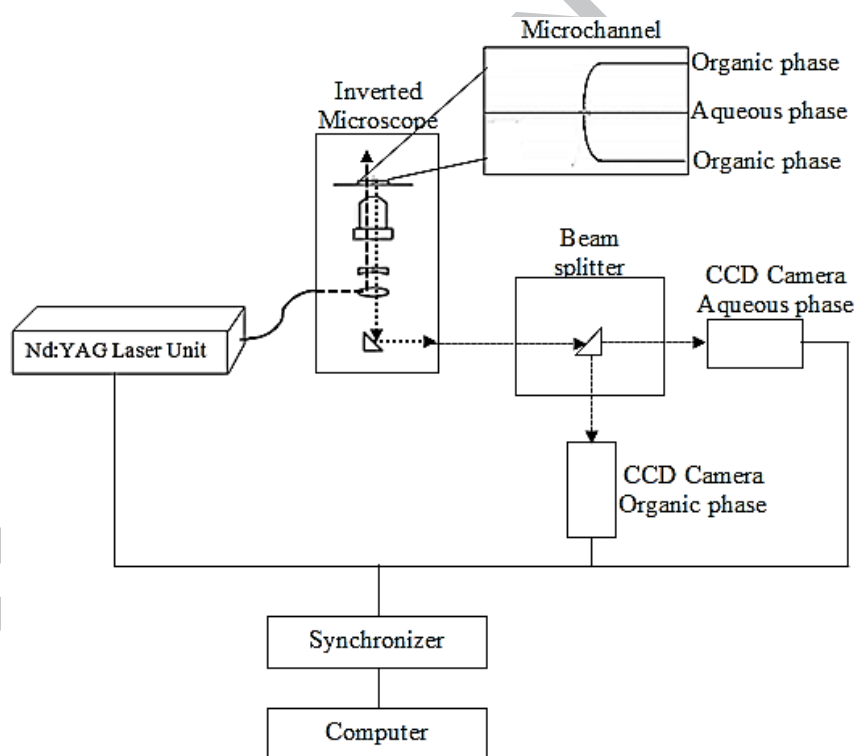 Microchannel
Organic phase
Aqueous phase
Organic phase
Inverted
Microscope
Beam
splitter
CCD Camera
Aqueous phase
Nd:YAG Laser Unit
CCD Camera
Organic phase
Synchronizer
Computer